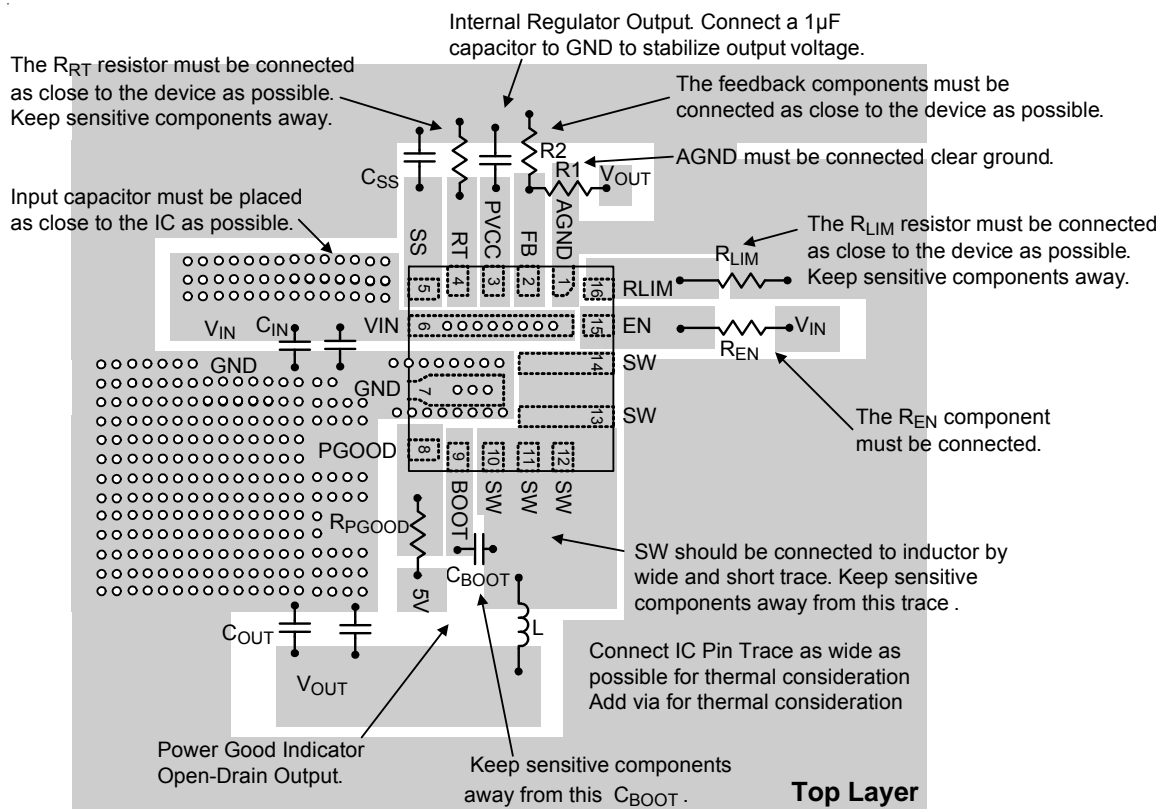 Internal Regulator Output. Connect a 1µF
capacitor to GND to stabilize output voltage.
The RRT resistor must be connected
as close to the device as possible.
Keep sensitive components away.
The feedback components must be
connected as close to the device as possible.
AGND must be connected clear ground.
Input capacitor must be placed
as close to the IC as possible.
The RLIM resistor must be connected
as close to the device as possible.
Keep sensitive components away.
CSS
R2
R1
VOUT
SS
RT
PVCC
FB
AGND
5
4
3
2
1
16
RLIM
RLIM
VIN
CIN
VIN
6
15
EN
REN
VIN
GND
GND
7
14
SW
13
SW
The REN component
must be connected.
PGOOD
8
9
10
11
12
BOOT
SW
SW
SW
RPGOOD
5V
CBOOT
L
SW should be connected to inductor by
wide and short trace. Keep sensitive
components away from this trace .
COUT
VOUT
Connect IC Pin Trace as wide as
possible for thermal consideration
Add via for thermal consideration
Power Good Indicator
Open-Drain Output.
Keep sensitive components
away from this CBOOT .
Top Layer